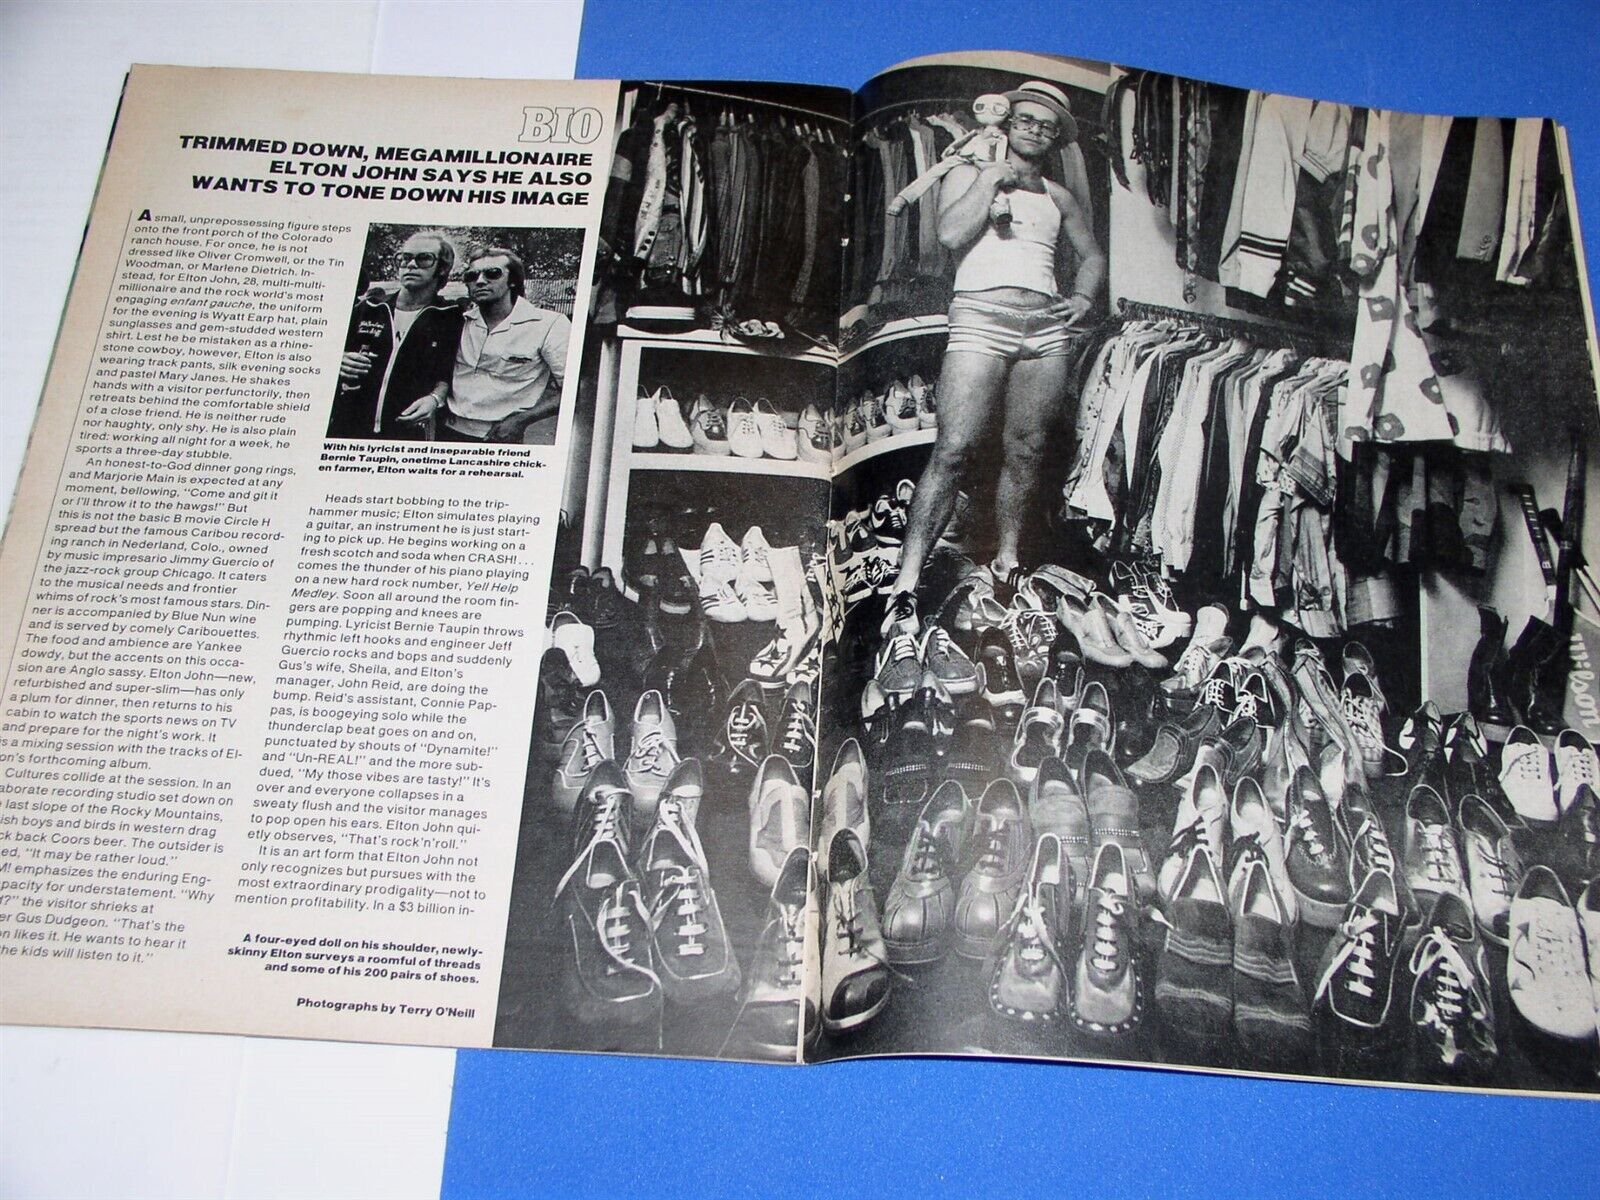 BIO
TRIMMED DOWN, MEGAMILLIONAIRE
ELTON JOHN SAYS HE ALSO
WANTS TO TONE DOWN HIS IMAGE
A small, unprepossessing figure steps
onto the front porch of the Colorado
ranch house. For once, he is not
dressed like Oliver Cromwell, or the Tin
Woodman, or Marlene Dietrich. In-
stead, for Elton John, 28, multi-multi-
millionaire and the rock world's most
engaging enfant gauche, the uniform
for the evening is Wyatt Earp hat, plain
sunglasses and gem-studded western
shirt. Lest he be mistaken as a rhine-
stone cowboy, however, Elton is also
wearing track pants, silk evening socks
and pastel Mary Janes. He shakes
hands with a visitor perfunctorily, then
retreats behind the comfortable shield
of a close friend. He is neither rude
nor haughty, only shy. He is also plain
tired: working all night for a week, he
sports a three-day stubble.
An honest-to-God dinner gong rings,
and Marjorie Main is expected at any
moment, bellowing, "Come and git it
or I'll throw it to the hawgs!" But
this is not the basic B movie Circle H
spread but the famous Caribou record-
ing ranch in Nederland, Colo., owned
by music impresario Jimmy Guercio of
the jazz-rock group Chicago. It caters
to the musical needs and frontier
whims of rock's most famous stars. Din-
ner is accompanied by Blue Nun wine
and is served by comely Caribouettes.
The food and ambience are Yankee
dowdy, but the accents on this occa-
sion are Anglo sassy. Elton John—new,
refurbished and super-slim—has only
a plum for dinner, then returns to his
cabin to watch the sports news on TV
and prepare for the night's work. It
s a mixing session with the tracks of El-
on's forthcoming album.
Cultures collide at the session. In an
aborate recording studio set down on
last slope of the Rocky Mountains,
ish boys and birds in western drag
ck back Coors beer. The outsider is
ed, "It may be rather loud."
M! emphasizes the enduring Eng-
pacity for understatement. "Why
?" the visitor shrieks at
er Gus Dudgeon. "That's the
on likes it. He wants to hear it
he kids will listen to it."
With his lyricist and inseparable friend
Bernie Taupin, onetime Lancashire chick-
en farmer, Elton waits for a rehearsal.
Heads start bobbing to the trip-
hammer music; Elton simulates playing
a guitar, an instrument he is just start-
ing to pick up. He begins working on a
fresh scotch and soda when CRASH!...
comes the thunder of his piano playing
on a new hard rock number, Yell Help
Medley. Soon all around the room fin-
gers are popping and knees are
pumping. Lyricist Bernie Taupin throws
rhythmic left hooks and engineer Jeff
Guercio rocks and bops and suddenly
Gus's wife, Sheila, and Elton's
manager, John Reid, are doing the
bump. Reid's assistant, Connie Pap-
pas, is boogeying solo while the
thunderclap beat goes on and on,
punctuated by shouts of "Dynamite!"
and "Un-REAL!" and the more sub-
dued, "My those vibes are tasty!" It's
over and everyone collapses in a
sweaty flush and the visitor manages
to pop open his ears. Elton John qui-
etly observes, "That's rock'n'roll."
It is an art form that Elton John not
only recognizes but pursues with the
most extraordinary prodigality—not to
mention profitability. In a $3 billion in-
A four-eyed doll on his shoulder, newly-
skinny Elton surveys a roomful of threads
and some of his 200 pairs of shoes.
Photographs by Terry O'Neill
Wilson